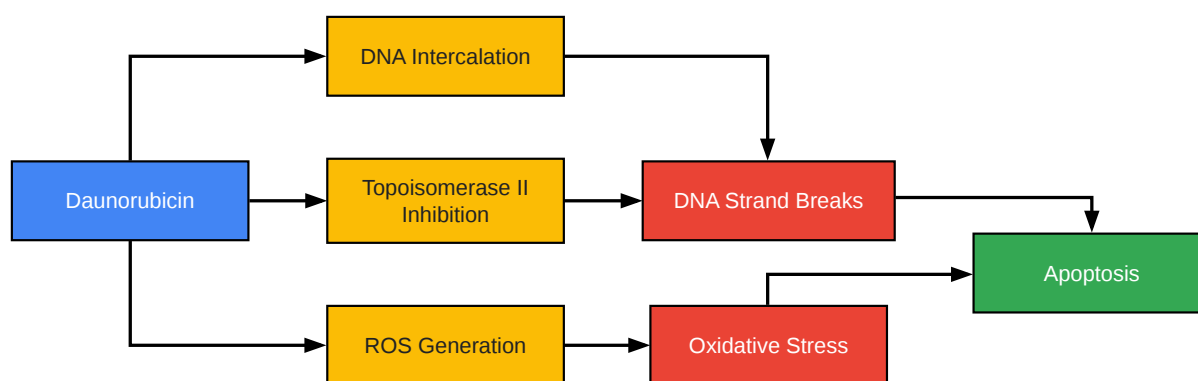 DNA Intercalation
Daunorubicin
Topoisomerase II
Inhibition
DNA Strand Breaks
Apoptosis
ROS Generation
Oxidative Stress